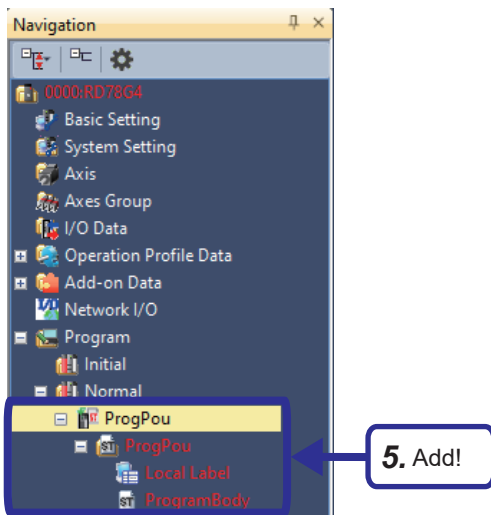 Navigation
0000:RD78G4
Basic Setting
System Setting
Axis
Axes Group
I/O Data
Operation Profile Data
Add-on Data
Network I/O
Program
Initial
Normal
ProgPou
ProgPou
Local Label
ProgramBody
5. Add!